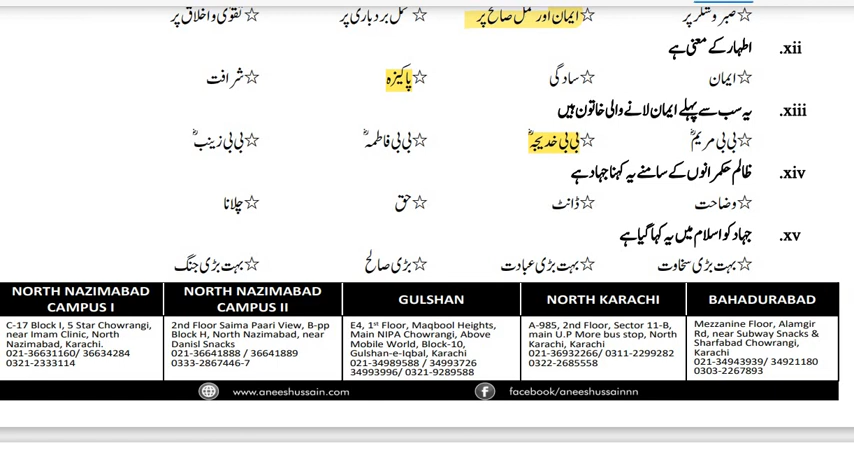 ☆صبر و شکر پر ☆ایمان اور عمل صالح پر ☆تحمل بردباری پر ☆تقوی و اخلاق پر
xii. اطہار کے معنی ہے
☆ایمان ☆سادگی ☆پاکیزہ ☆شرافت
xiii. یہ سب سے پہلے ایمان لانے والی خاتون ہیں
☆بی بی مریمؓ ☆بی بی خدیجہؓ ☆بی بی فاطمہؓ ☆بی بی زینبؓ
xiv. ظالم حکمرانوں کے سامنے یہ کہنا جہاد ہے
☆وضاحت ☆ڈانٹ ☆حق ☆چلانا
xv. جہاد کو اسلام میں یہ کہا گیا ہے
☆بہت بڑی سخاوت ☆بہت بڑی عبادت ☆بڑی صالح ☆بہت بڑی جنگ
NORTH NAZIMABAD
CAMPUS I
C-17 Block I, 5 Star Chowrangi,
near Imam Clinic, North
Nazimabad, Karachi.
021-36631160/ 36634284
0321-2333114
NORTH NAZIMABAD
CAMPUS II
2nd Floor Saima Paari View, B-pp
Block H, North Nazimabad, near
Danisl Snacks
021-36641888 / 36641889
0333-2867446-7
GULSHAN
E4, 1st Floor, Maqbool Heights,
Main NIPA Chowrangi, Above
Mobile World, Block-10,
Gulshan-e-Iqbal, Karachi
021-34989588 / 34993726
34993996/ 0321-9289588
NORTH KARACHI
A-985, 2nd Floor, Sector 11-B,
main U.P More bus stop, North
Karachi, Karachi
021-36932266/ 0311-2299282
0322-2685558
BAHADURABAD
Mezzanine Floor, Alamgir
Rd, near Subway Snacks &
Sharfabad Chowrangi,
Karachi
021-34943939/ 34921180
0303-2267893
www.aneeshussain.com facebook/aneeshussainnn